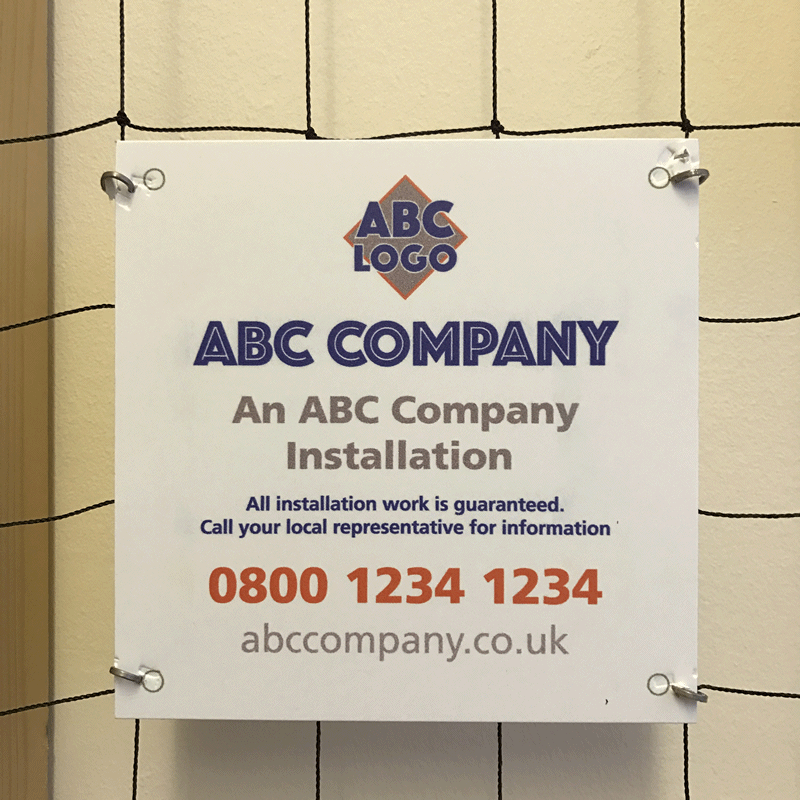 ABC
LOGO
ABC COMPANY
An ABC Company
Installation
All installation work is guaranteed.
Call your local representative for information
0800 1234 1234
abccompany.co.uk